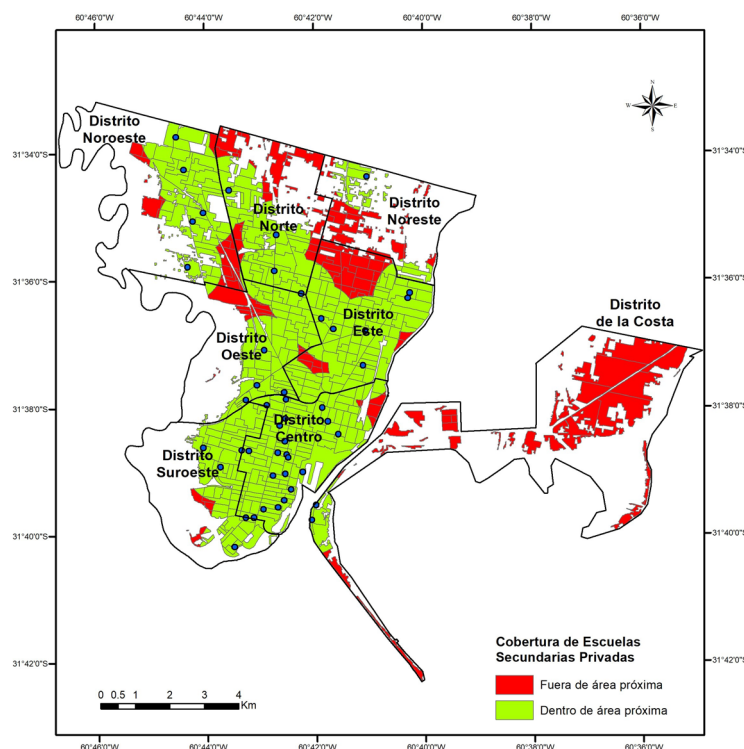 60°46'0"W 60°44'0"W 60°42'0"W 60°40'0"W 60°38'0"W 60°36'0"W
N
W E
S
Distrito
Noroeste
31°34'0"S 31°34'0"S
Distrito
Noreste
Distrito
Norte
31°36'0"S 31°36'0"S
Distrito
de la Costa
Distrito
Este
Distrito
Oeste
31°38'0"S 31°38'0"S
Distrito
Centro
Distrito
Suroeste
31°40'0"S 31°40'0"S
31°42'0"S 31°42'0"S
Cobertura de Escuelas
Secundarias Privadas
Fuera de área próxima
Dentro de área próxima
0 0.5 1 2 3 4
Km
60°46'0"W 60°44'0"W 60°42'0"W 60°40'0"W 60°38'0"W 60°36'0"W